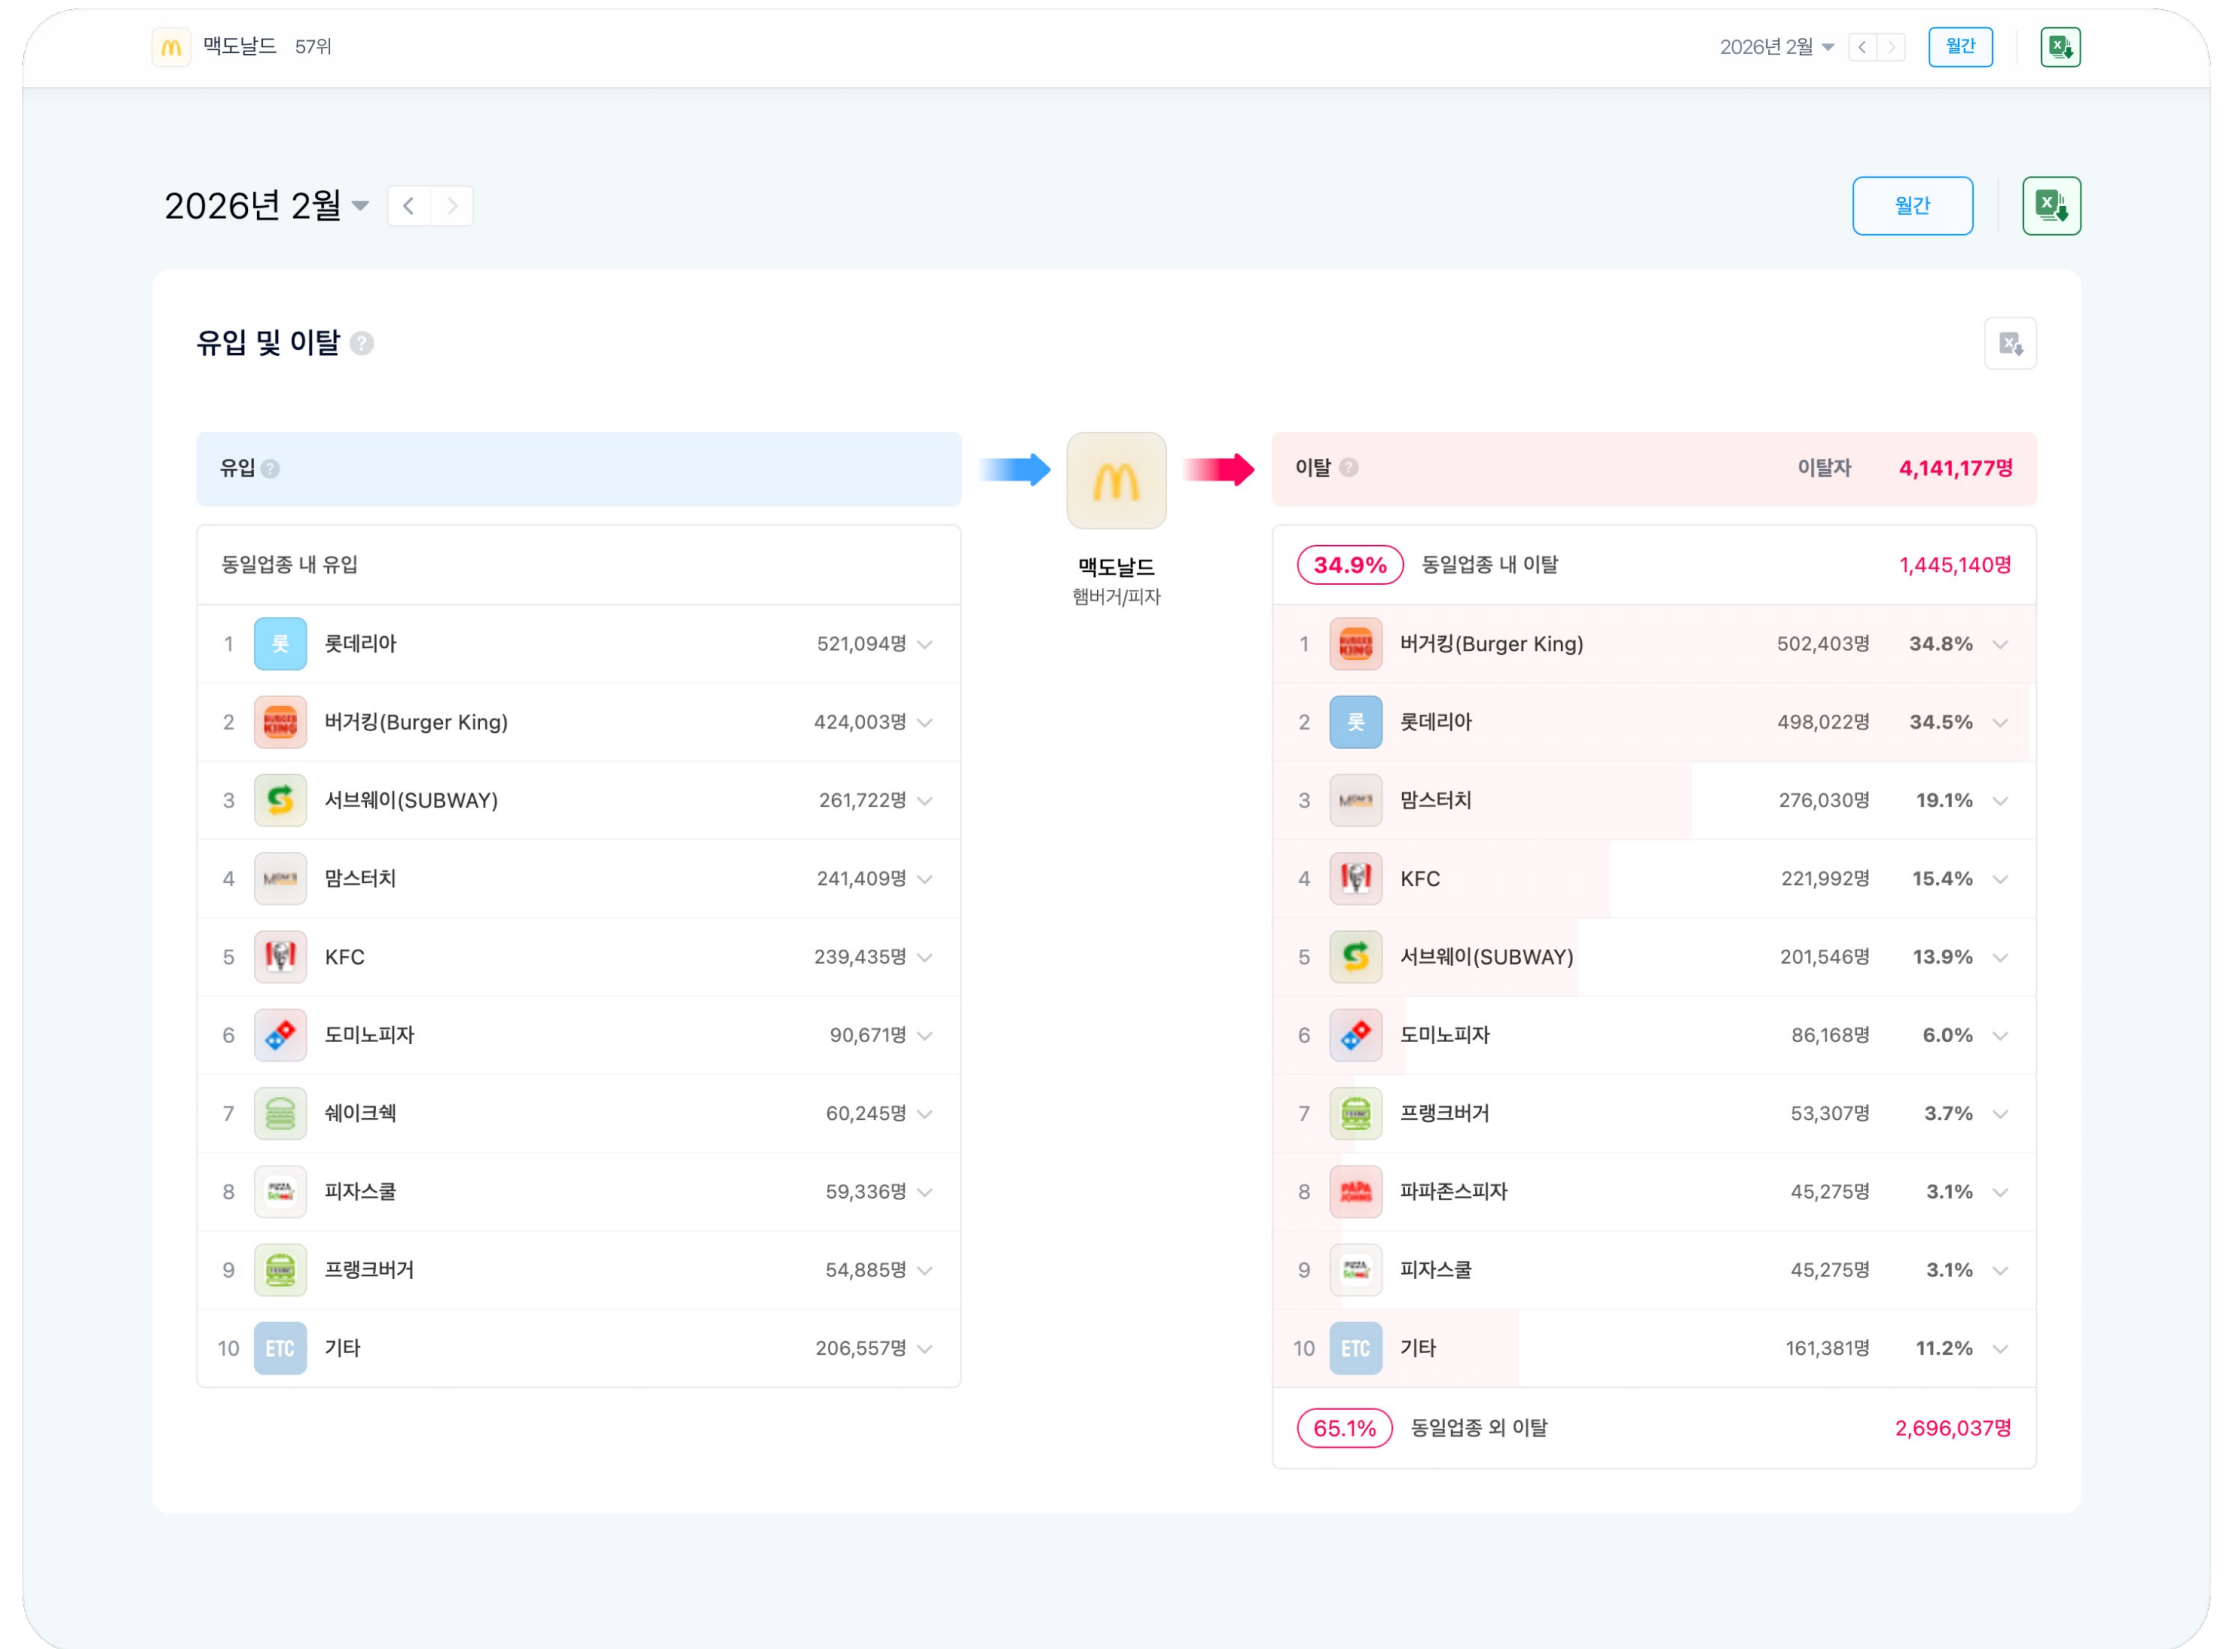 맥도날드 57위
2026년 2월 월간
2026년 2월
월간
유입 및 이탈 ?
유입 ?
동일업종 내 유입
1 롯 롯데리아 521,094명
2 BURGER KING 버거킹(Burger King) 424,003명
3 서브웨이(SUBWAY) 261,722명
4 MOM'S 맘스터치 241,409명
5 KFC 239,435명
6 도미노피자 90,671명
7 쉐이크쉑 60,245명
8 PIZZA School 피자스쿨 59,336명
9 프랭크버거 54,885명
10 ETC 기타 206,557명
맥도날드
햄버거/피자
이탈 ? 이탈자 4,141,177명
34.9% 동일업종 내 이탈 1,445,140명
1 BURGER KING 버거킹(Burger King) 502,403명 34.8%
2 롯 롯데리아 498,022명 34.5%
3 MOM'S 맘스터치 276,030명 19.1%
4 KFC 221,992명 15.4%
5 서브웨이(SUBWAY) 201,546명 13.9%
6 도미노피자 86,168명 6.0%
7 프랭크버거 53,307명 3.7%
8 PAPA JOHNS 파파존스피자 45,275명 3.1%
9 PIZZA School 피자스쿨 45,275명 3.1%
10 ETC 기타 161,381명 11.2%
65.1% 동일업종 외 이탈 2,696,037명